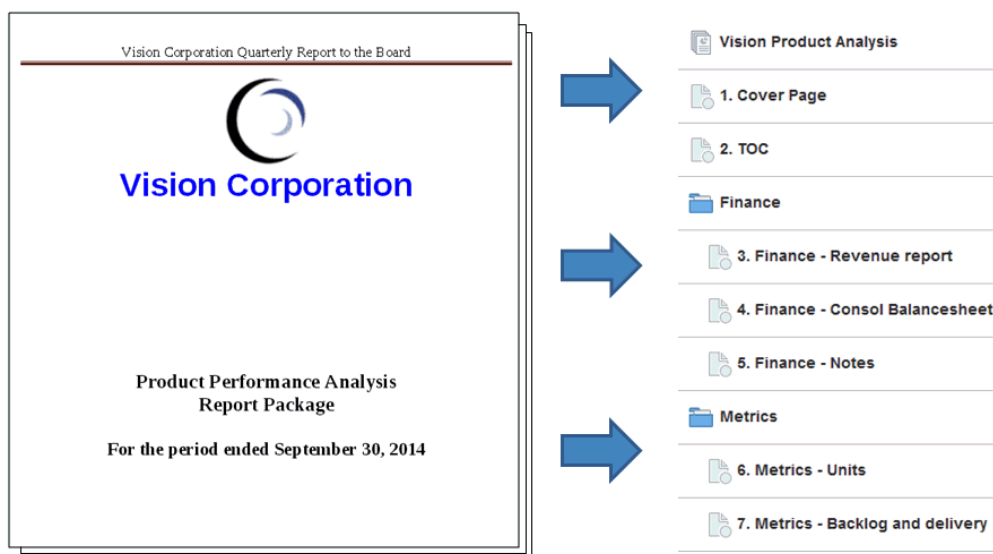 Vision Corporation Quarterly Report to the Board
Vision Corporation
Product Performance Analysis
Report Package
For the period ended September 30, 2014
Vision Product Analysis
1. Cover Page
2. TOC
Finance
3. Finance - Revenue report
4. Finance - Consol Balancesheet
5. Finance - Notes
Metrics
6. Metrics - Units
7. Metrics - Backlog and delivery